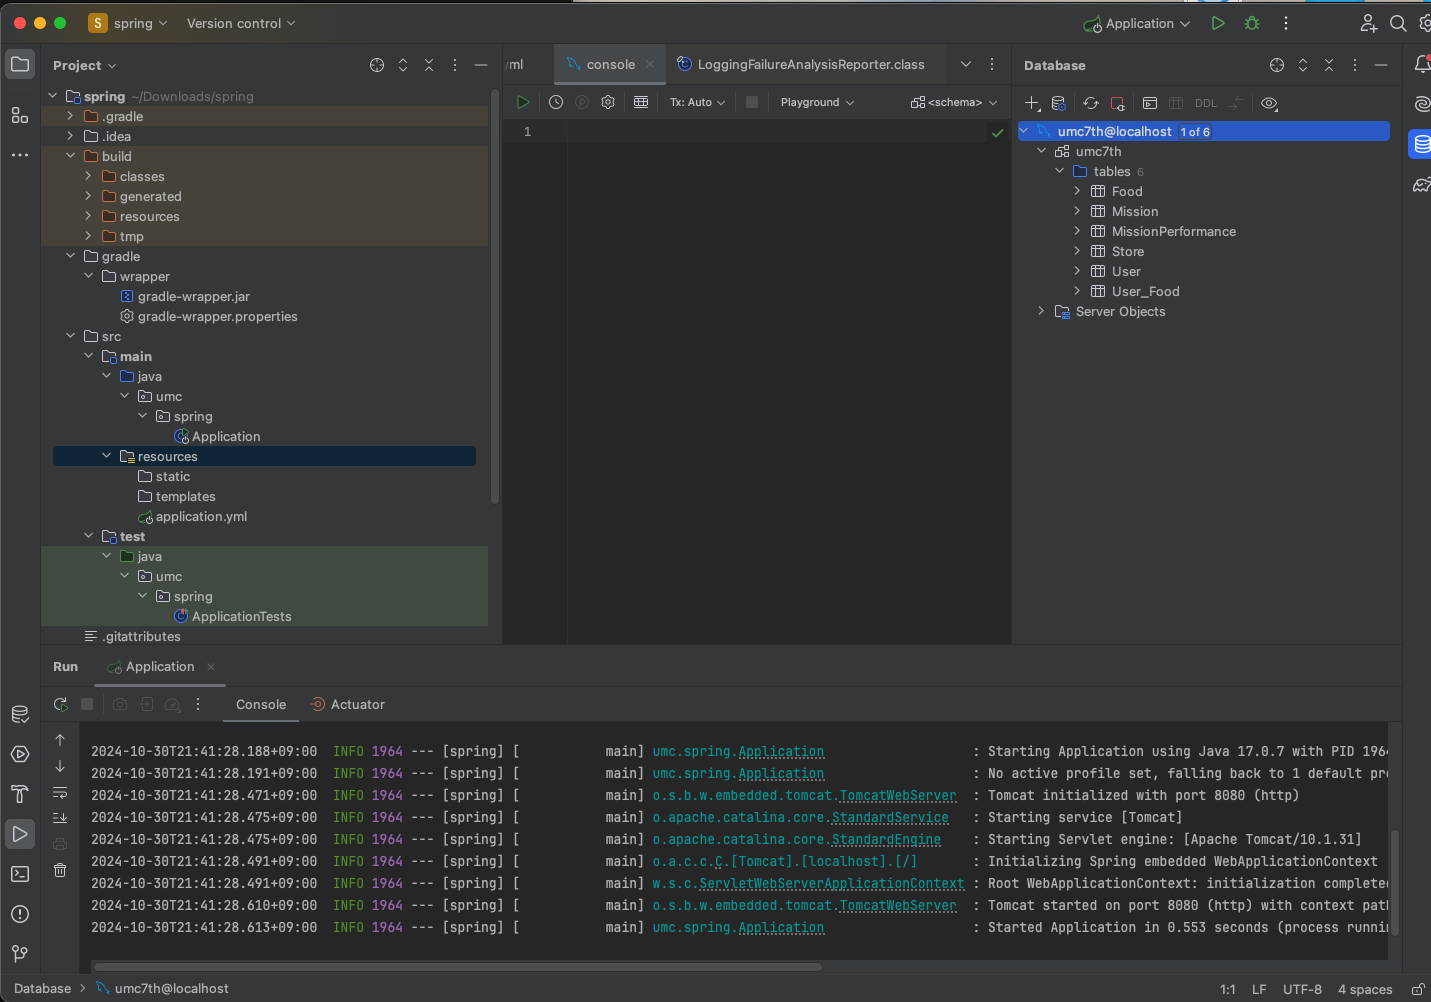 S spring Version control Application
Project
spring ~/Downloads/spring
.gradle
.idea
build
classes
generated
resources
tmp
gradle
wrapper
gradle-wrapper.jar
gradle-wrapper.properties
src
main
java
umc
spring
Application
resources
static
templates
application.yml
test
java
umc
spring
ApplicationTests
.gitattributes
yml console LoggingFailureAnalysisReporter.class
Tx: Auto Playground <schema>
1
Database
DDL
umc7th@localhost 1 of 6
umc7th
tables 6
Food
Mission
MissionPerformance
Store
User
User_Food
Server Objects
Run Application
Console Actuator
2024-10-30T21:41:28.188+09:00 INFO 1964 --- [spring] [ main] umc.spring.Application : Starting Application using Java 17.0.7 with PID 1964
2024-10-30T21:41:28.191+09:00 INFO 1964 --- [spring] [ main] umc.spring.Application : No active profile set, falling back to 1 default pr
2024-10-30T21:41:28.471+09:00 INFO 1964 --- [spring] [ main] o.s.b.w.embedded.tomcat.TomcatWebServer : Tomcat initialized with port 8080 (http)
2024-10-30T21:41:28.475+09:00 INFO 1964 --- [spring] [ main] o.apache.catalina.core.StandardService : Starting service [Tomcat]
2024-10-30T21:41:28.475+09:00 INFO 1964 --- [spring] [ main] o.apache.catalina.core.StandardEngine : Starting Servlet engine: [Apache Tomcat/10.1.31]
2024-10-30T21:41:28.491+09:00 INFO 1964 --- [spring] [ main] o.a.c.c.C.[Tomcat].[localhost].[/] : Initializing Spring embedded WebApplicationContext
2024-10-30T21:41:28.491+09:00 INFO 1964 --- [spring] [ main] w.s.c.ServletWebServerApplicationContext : Root WebApplicationContext: initialization completed
2024-10-30T21:41:28.610+09:00 INFO 1964 --- [spring] [ main] o.s.b.w.embedded.tomcat.TomcatWebServer : Tomcat started on port 8080 (http) with context pat
2024-10-30T21:41:28.613+09:00 INFO 1964 --- [spring] [ main] umc.spring.Application : Started Application in 0.553 seconds (process runni
Database > umc7th@localhost 1:1 LF UTF-8 4 spaces